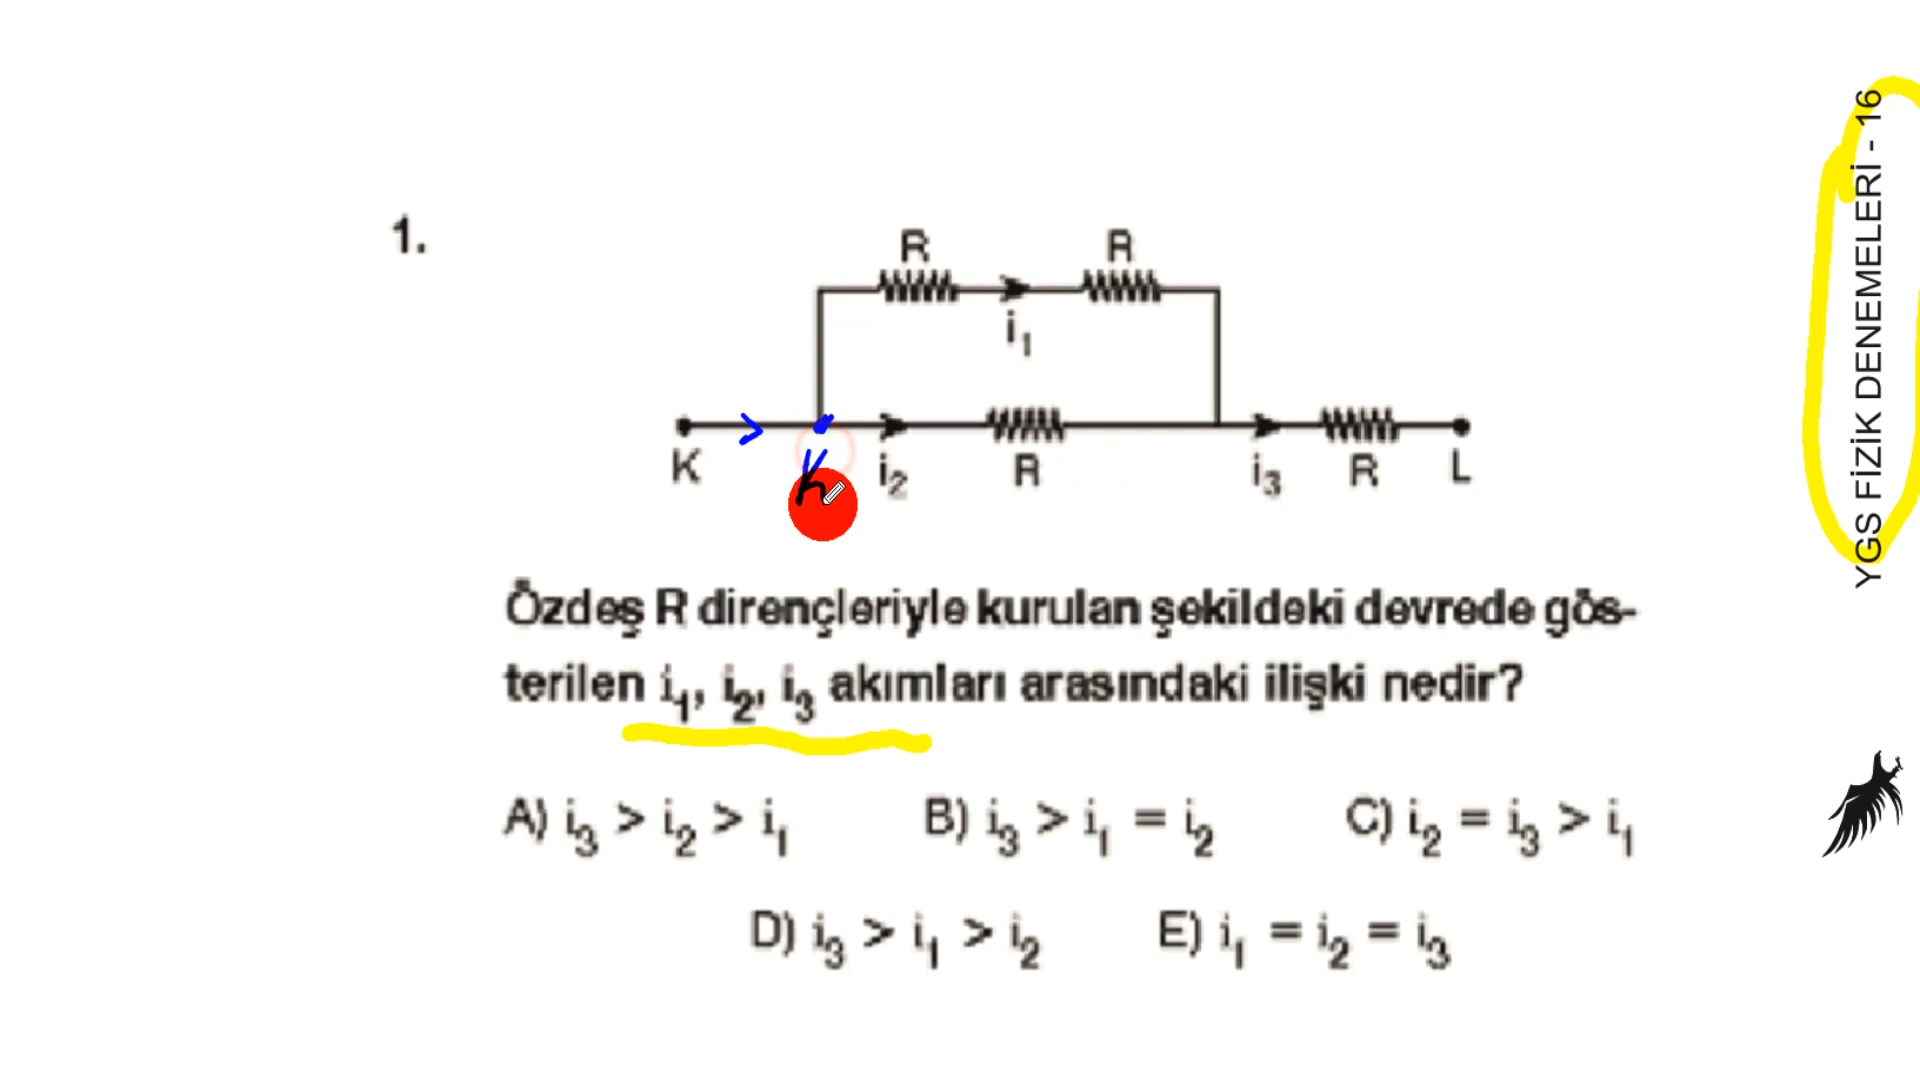 YGS FİZİK DENEMELERİ - 16
1.
R R
i1
K i2 R i3 R L
Özdeş R dirençleriyle kurulan şekildeki devrede gös-
terilen i1, i2, i3 akımları arasındaki ilişki nedir?
A) i3 > i2 > i1 B) i3 > i1 = i2 C) i2 = i3 > i1
D) i3 > i1 > i2 E) i1 = i2 = i3